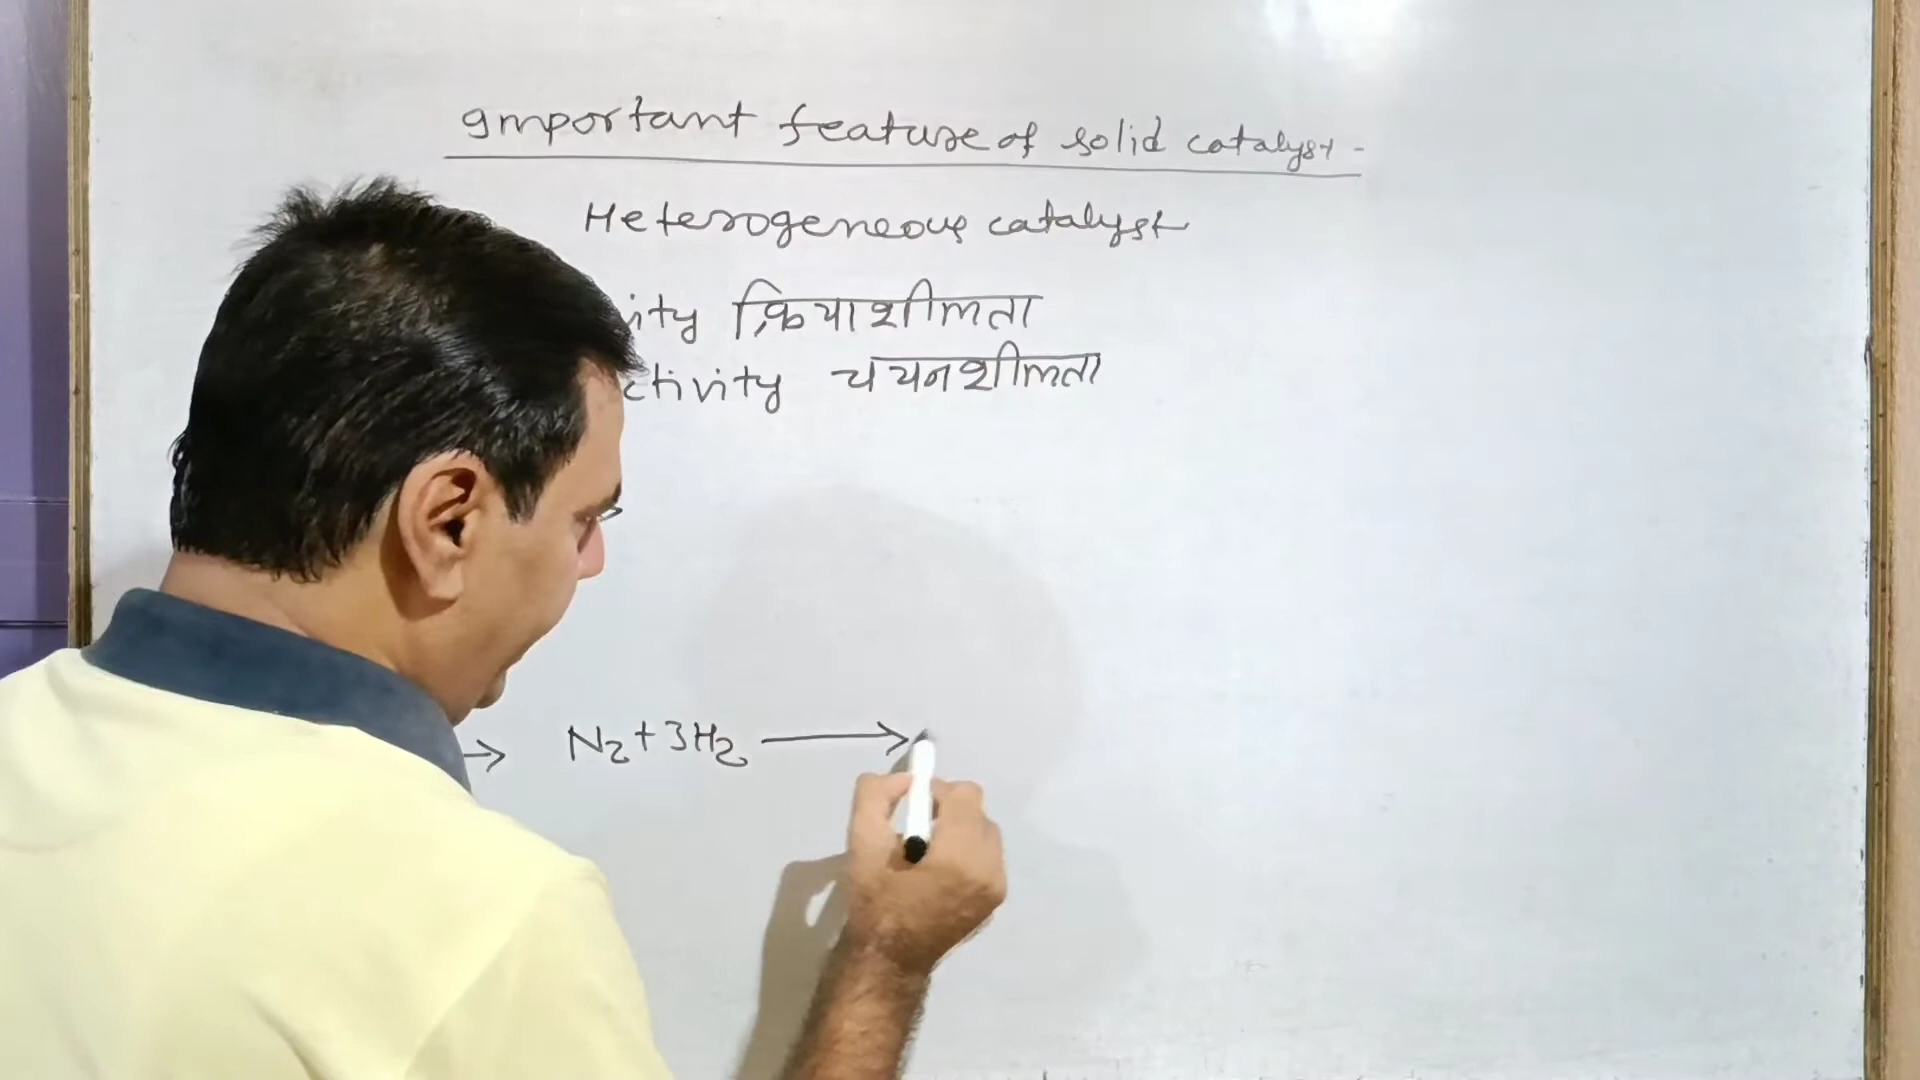 Important feature of solid catalyst -
Heterogeneous catalyst
ity क्रियाशीलता
ctivity चयनशीलता
→ N2+3H2 ⟶